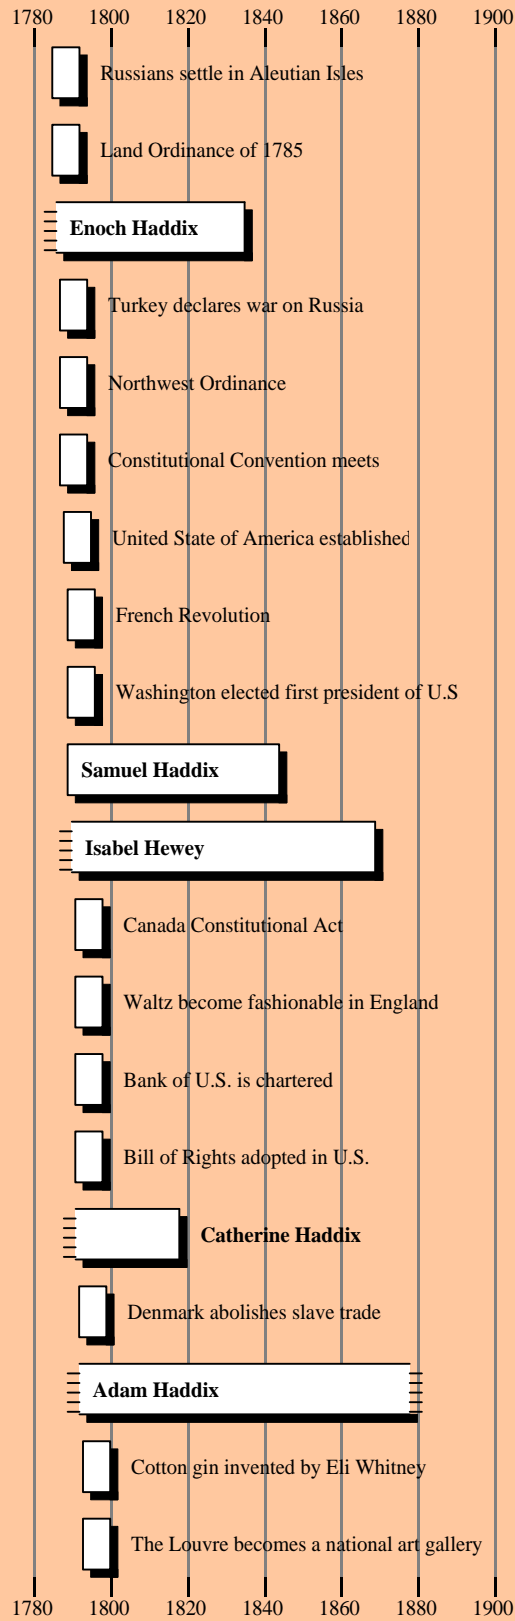 1780 1800 1820 1840 1860 1880 1900
Russians settle in Aleutian Isles
Land Ordinance of 1785
Enoch Haddix
Turkey declares war on Russia
Northwest Ordinance
Constitutional Convention meets
United State of America established
French Revolution
Washington elected first president of U.S
Samuel Haddix
Isabel Hewey
Canada Constitutional Act
Waltz become fashionable in England
Bank of U.S. is chartered
Bill of Rights adopted in U.S.
Catherine Haddix
Denmark abolishes slave trade
Adam Haddix
Cotton gin invented by Eli Whitney
The Louvre becomes a national art gallery
1780 1800 1820 1840 1860 1880 1900